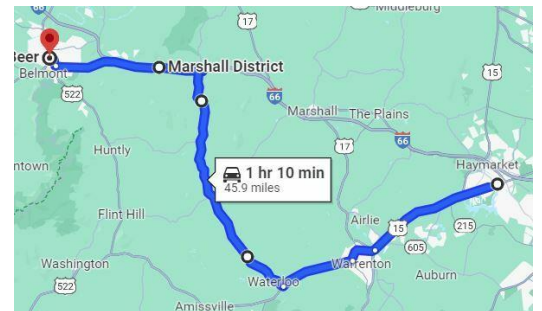 Middleburg
66
17
Beer
Belmont
Marshall District
15
522
66
Marshall
The Plains
17
66
Huntly
Haymarket
1 hr 10 min
45.9 miles
Flint Hill
Airlie
15
215
605
Washington
Warrenton
Auburn
Waterloo
522
Amissville